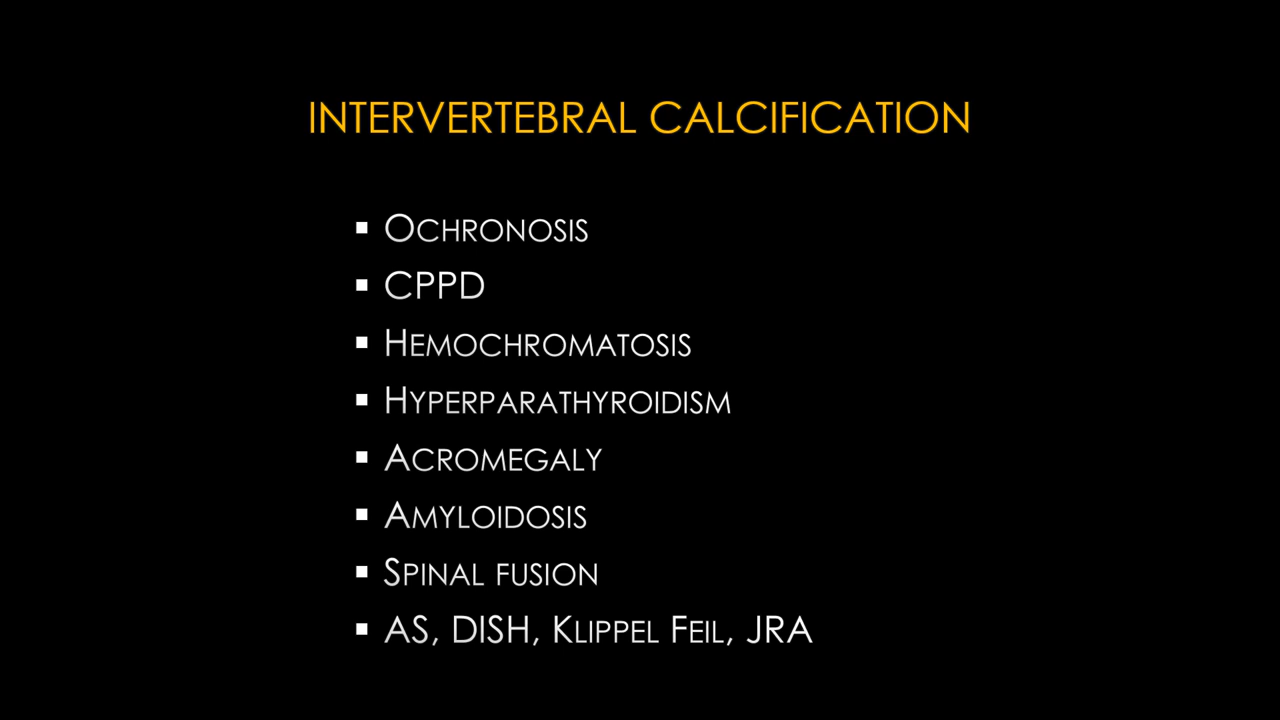 INTERVERTEBRAL CALCIFICATION
▪ Ochronosis
▪ CPPD
▪ Hemochromatosis
▪ Hyperparathyroidism
▪ Acromegaly
▪ Amyloidosis
▪ Spinal fusion
▪ AS, DISH, Klippel Feil, JRA